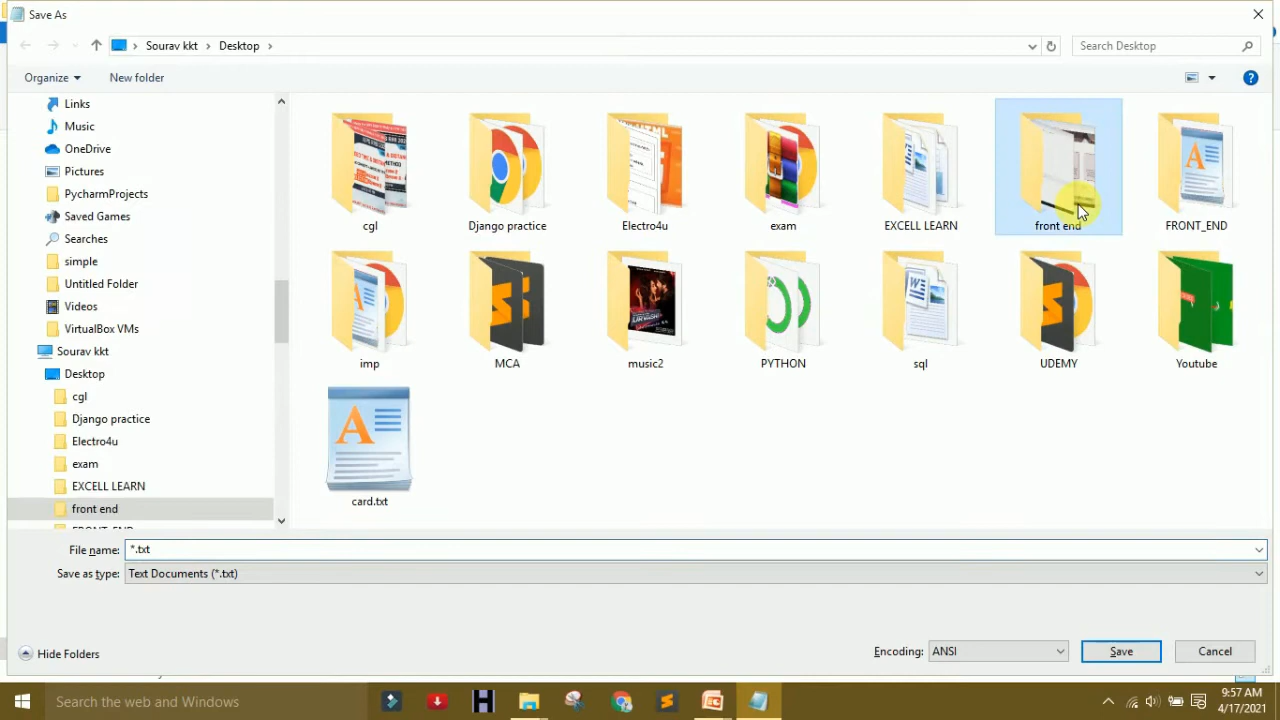 Save As
Sourav kkt > Desktop >
Search Desktop
Organize
New folder
Links
Music
OneDrive
Pictures
PycharmProjects
Saved Games
Searches
simple
Untitled Folder
Videos
VirtualBox VMs
Sourav kkt
Desktop
cgl
Django practice
Electro4u
exam
EXCELL LEARN
front end
cgl
Django practice
Electro4u
exam
EXCELL LEARN
front end
FRONT_END
imp
MCA
music2
PYTHON
sql
UDEMY
Youtube
card.txt
File name: *.txt
Save as type: Text Documents (*.txt)
Hide Folders
Encoding: ANSI
Save
Cancel
Search the web and Windows
9:57 AM
4/17/2021